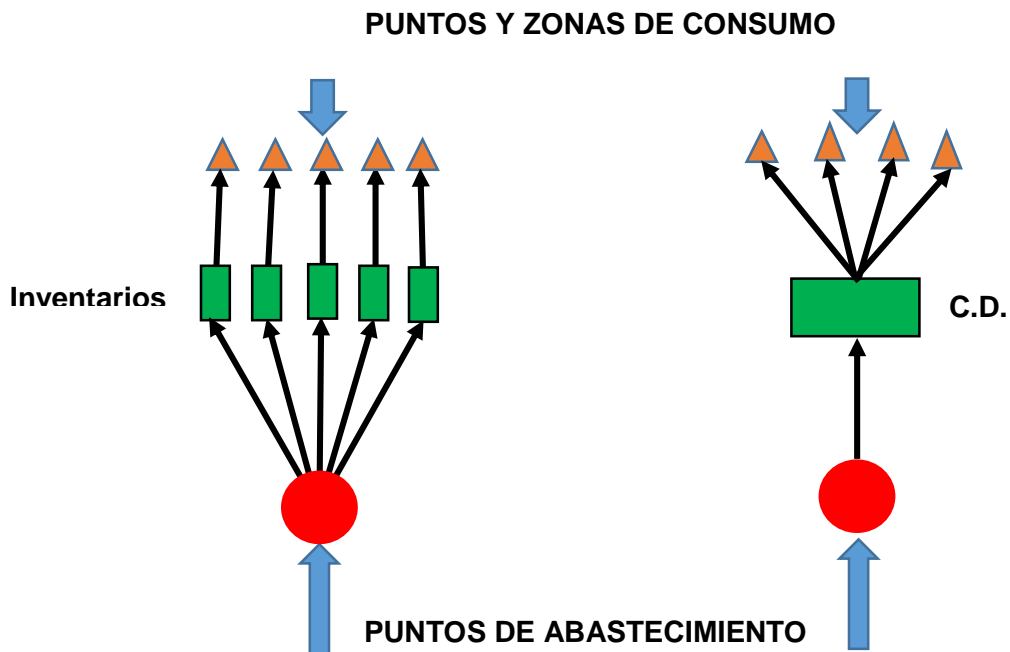 PUNTOS Y ZONAS DE CONSUMO
Inventarios
C.D.
PUNTOS DE ABASTECIMIENTO